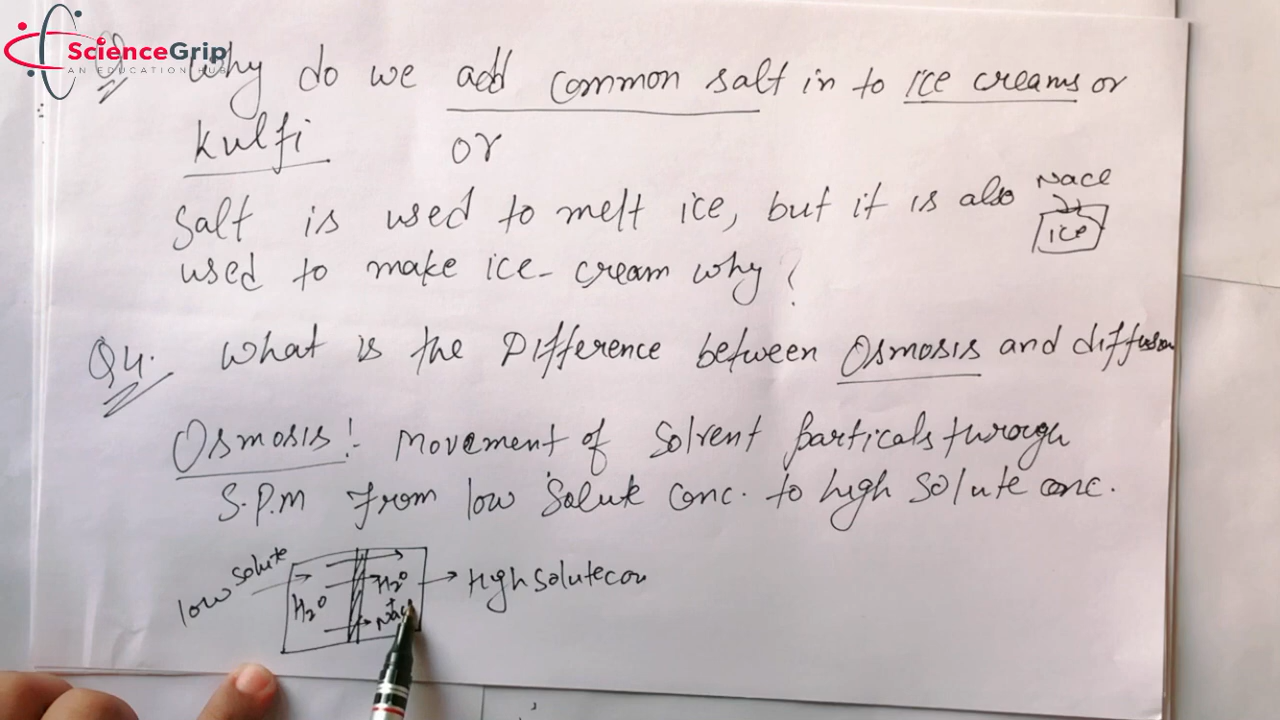 ScienceGrip
AN EDUCATION HUB
Why do we add common salt in to ice creams or
kulfi or
Salt is used to melt ice, but it is also
used to make ice-cream why?
Nacl
ice
Q4. What is the Difference between Osmosis and diffusion
Osmosis:- Movement of Solvent particals through
S.P.M from low Solute conc. to high Solute conc.
low solute
H2O
H2O
+
Nacl
High solute con